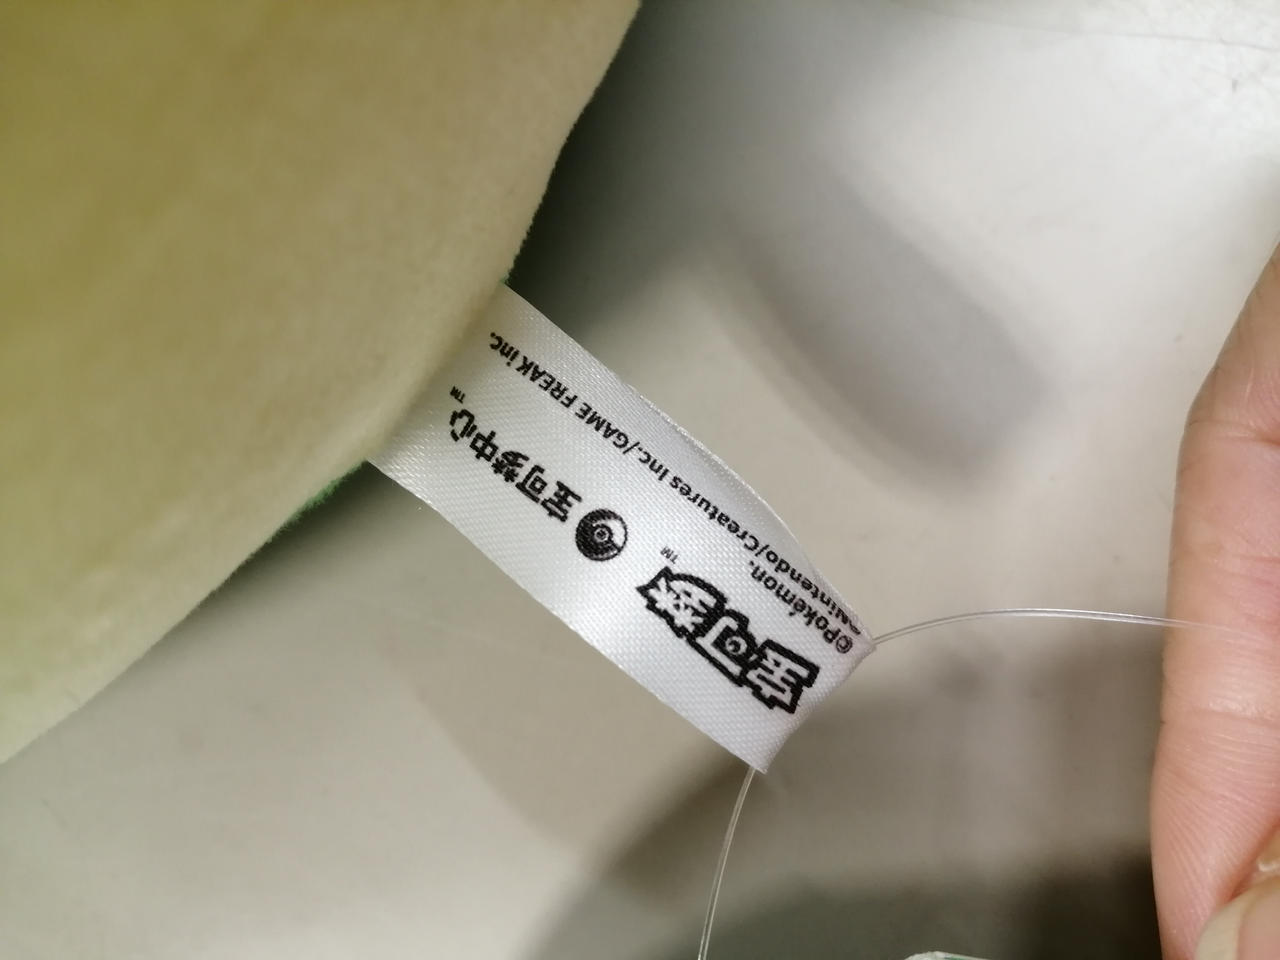 宝可梦™
宝可梦中心™
©Pokémon.
©Nintendo/Creatures Inc./GAME FREAK inc.